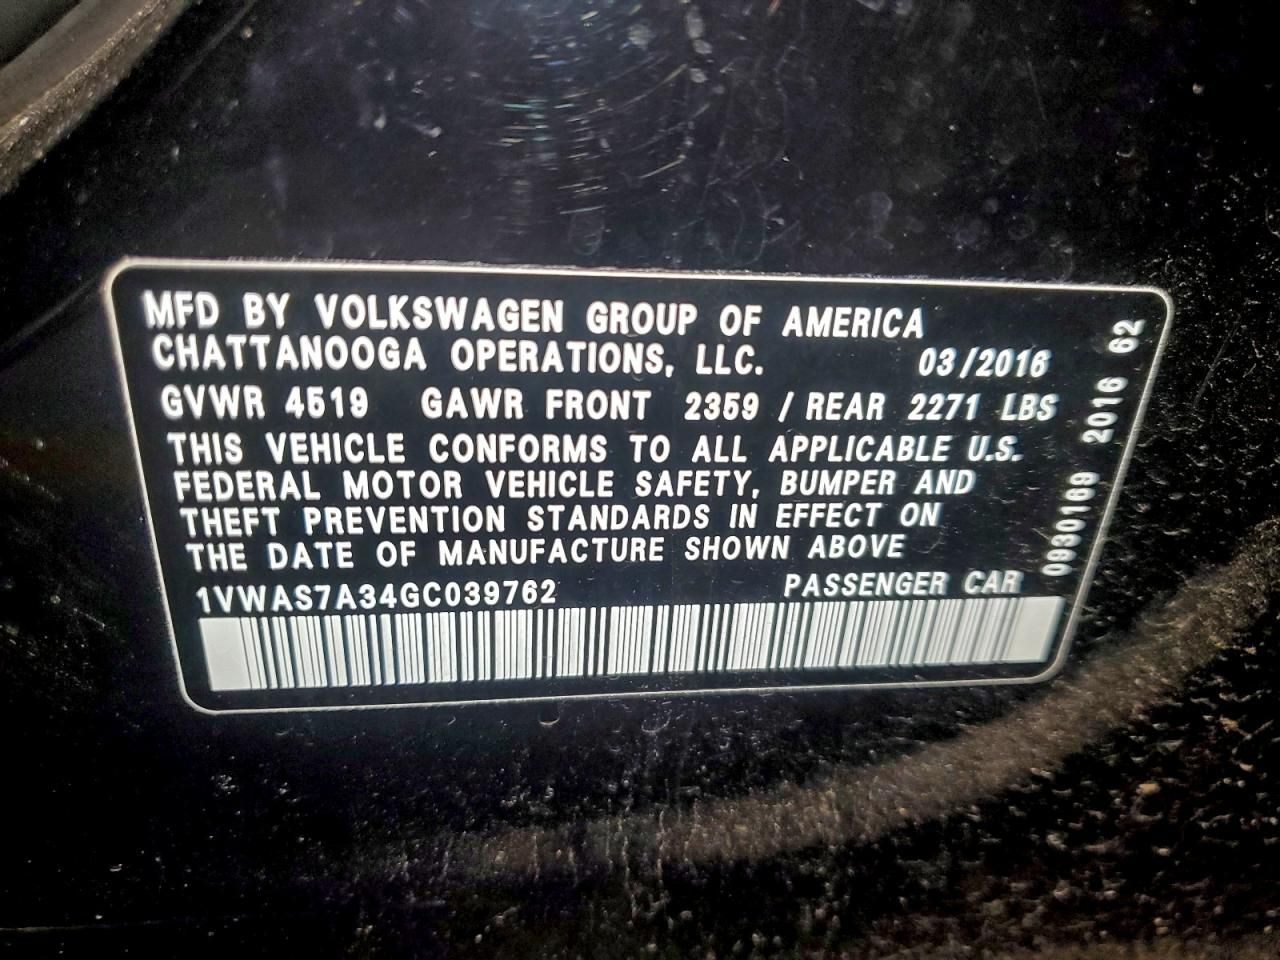 MFD BY VOLKSWAGEN GROUP OF AMERICA
CHATTANOOGA OPERATIONS, LLC. 03/2016
GVWR 4519 GAWR FRONT 2359 / REAR 2271 LBS
THIS VEHICLE CONFORMS TO ALL APPLICABLE U.S.
FEDERAL MOTOR VEHICLE SAFETY, BUMPER AND
THEFT PREVENTION STANDARDS IN EFFECT ON
THE DATE OF MANUFACTURE SHOWN ABOVE
1VWAS7A34GC039762 PASSENGER CAR
0930169 2016 62